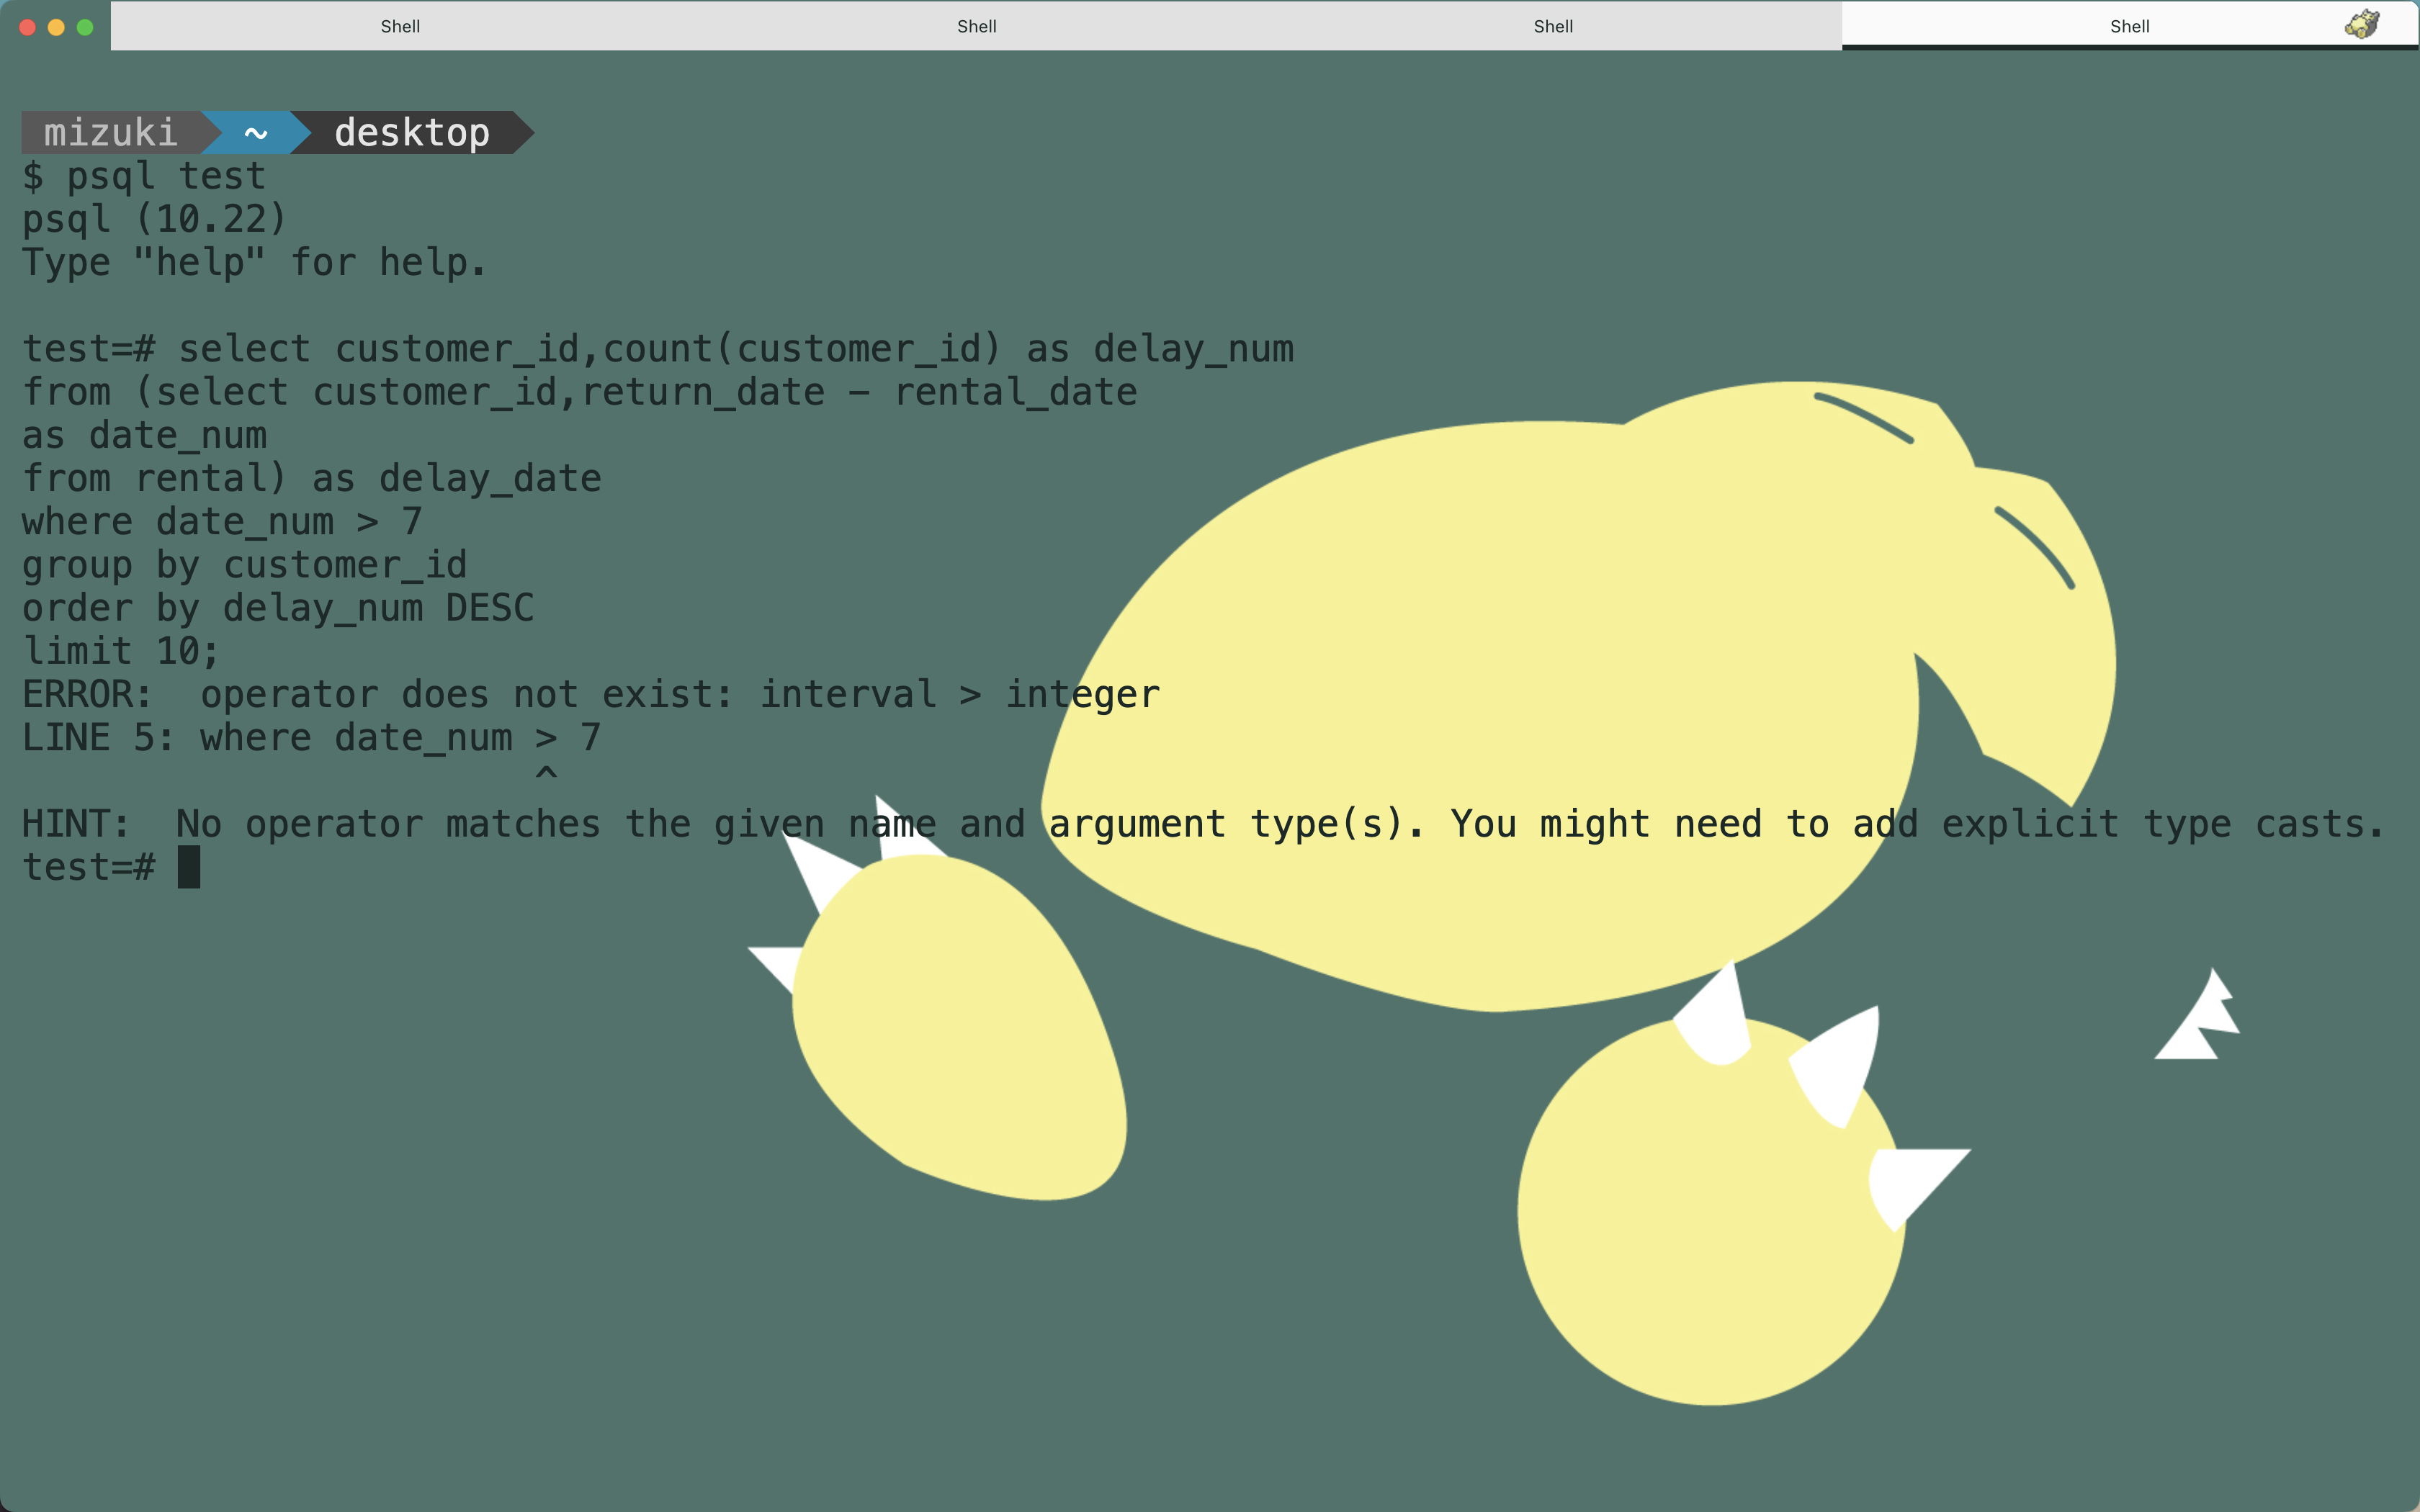 Shell Shell Shell Shell
mizuki ~ desktop
$ psql test
psql (10.22)
Type "help" for help.
test=# select customer_id,count(customer_id) as delay_num
from (select customer_id,return_date – rental_date
as date_num
from rental) as delay_date
where date_num > 7
group by customer_id
order by delay_num DESC
limit 10;
ERROR:  operator does not exist: interval > integer
LINE 5: where date_num > 7
                       ^
HINT:  No operator matches the given name and argument type(s). You might need to add explicit type casts.
test=#